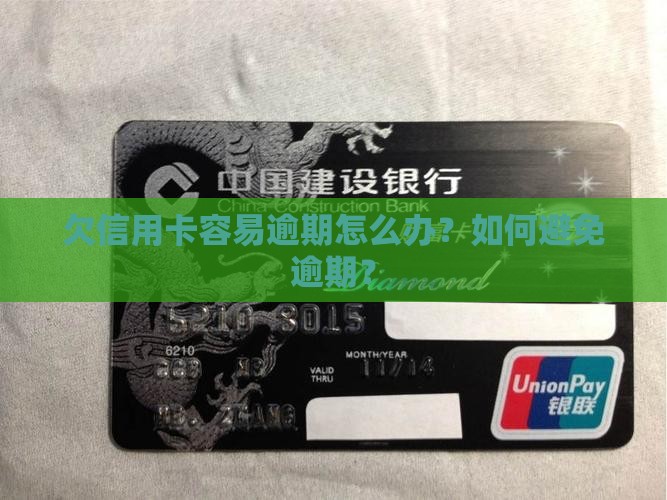 中国建设银行
China Construction Bank
欠信用卡容易逾期怎么办?如何避免
逾期?
Diamond
6210 8015
6210
MONTH/YEAR
VALID
THRU
11/14
UnionPay
银联